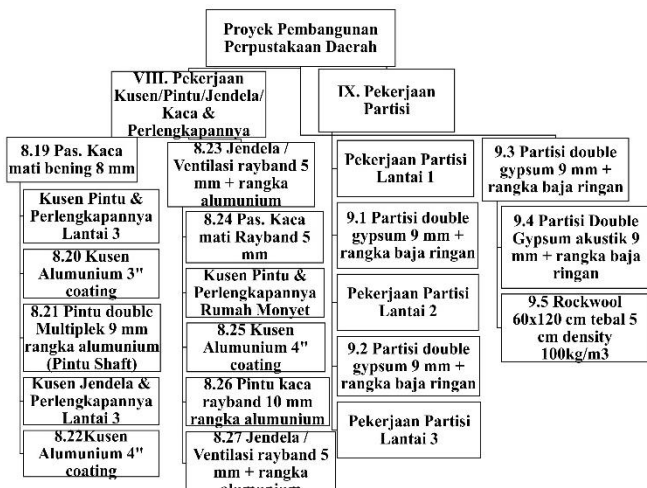 Proyek Pembangunan
Perpustakaan Daerah
VIII. Pekerjaan
Kusen/Pintu/Jendela/
Kaca &
Perlengkapannya
8.19 Pas. Kaca
mati bening 8 mm
Kusen Pintu &
Perlengkapannya
Lantai 3
8.20 Kusen
Alumunium 3" 
coating
8.21 Pintu double
Multiplek 9 mm
rangka alumunium
(Pintu Shaft)
Kusen Jendela &
Perlengkapannya
Lantai 3
8.22Kusen
Alumunium 4"
coating
8.23 Jendela /
Ventilasi rayband 5
mm + rangka
alumunium
8.24 Pas. Kaca
mati Rayband 5
mm
Kusen Pintu &
Perlengkapannya
Rumah Monyet
8.25 Kusen
Alumunium 4"
coating
8.26 Pintu kaca
rayband 10 mm
rangka alumunium
8.27 Jendela /
Ventilasi rayband 5
mm + rangka
alumunium
IX. Pekerjaan
Partisi
Pekerjaan Partisi
Lantai 1
9.1 Partisi double
gypsum 9 mm +
rangka baja ringan
Pekerjaan Partisi
Lantai 2
9.2 Partisi double
gypsum 9 mm +
rangka baja ringan
Pekerjaan Partisi
Lantai 3
9.3 Partisi double
gypsum 9 mm +
rangka baja ringan
9.4 Partisi Double
Gypsum akustik 9
mm + rangka baja
ringan
9.5 Rockwool
60x120 cm tebal 5
cm density
100kg/m3